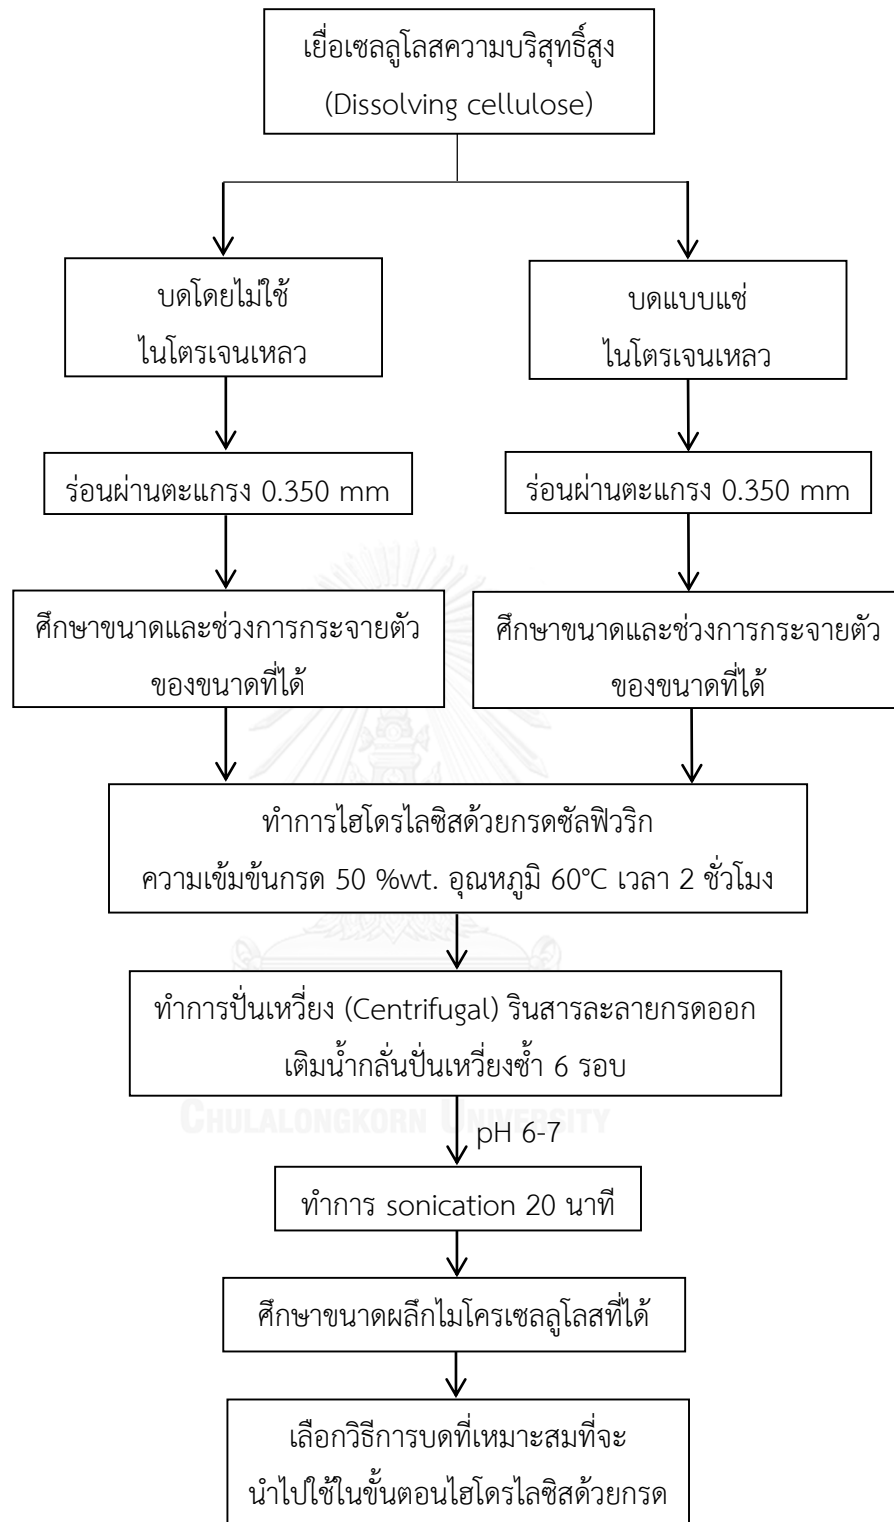 เยื่อเซลลูโลสความบริสุทธิ์สูง
(Dissolving cellulose)
บดโดยไม่ใช้
ไนโตรเจนเหลว
บดแบบแช่
ไนโตรเจนเหลว
ร่อนผ่านตะแกรง 0.350 mm
ร่อนผ่านตะแกรง 0.350 mm
ศึกษาขนาดและช่วงการกระจายตัว
ของขนาดที่ได้
ศึกษาขนาดและช่วงการกระจายตัว
ของขนาดที่ได้
ทำการไฮโดรไลซิสด้วยกรดซัลฟิวริก
ความเข้มข้นกรด 50 %wt. อุณหภูมิ 60°C เวลา 2 ชั่วโมง
ทำการปั่นเหวี่ยง (Centrifugal) รินสารละลายกรดออก
เติมน้ำกลั่นปั่นเหวี่ยงซ้ำ 6 รอบ
CHULALONGKORN UNIVERSITY
pH 6-7
ทำการ sonication 20 นาที
ศึกษาขนาดผลึกไมโครเซลลูโลสที่ได้
เลือกวิธีการบดที่เหมาะสมที่จะ
นำไปใช้ในขั้นตอนไฮโดรไลซิสด้วยกรด